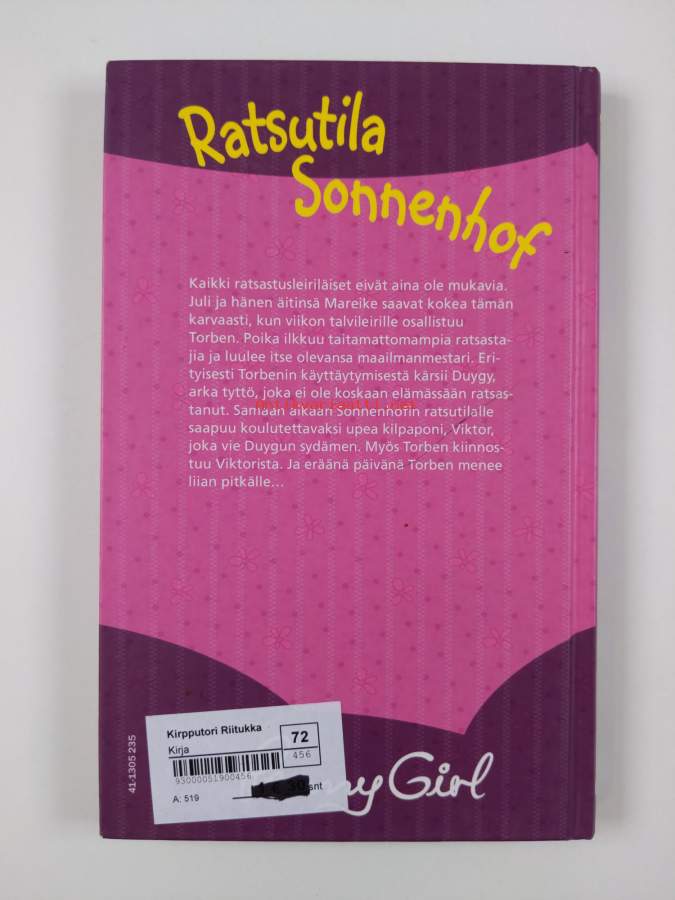 Ratsutila
Sonnenhof
Kaikki ratsastusleiriläiset eivät aina ole mukavia.
Juli ja hänen äitinsä Mareike saavat kokea tämän
karvaasti, kun viikon talvileirille osallistuu
Torben. Poika ilkkuu taitamattomampia ratsasta-
jia ja luulee itse olevansa maailmanmestari. Eri-
tyisesti Torbenin käyttäytymisestä kärsii Duygy,
arka tyttö, joka ei ole koskaan elämässään ratsas-
tanut. Samaan aikaan Sonnenhofin ratsutilalle
saapuu koulutettavaksi upea kilpaponi, Viktor,
joka vie Duygun sydämen. Myös Torben kiinnos-
tuu Viktorista. Ja eräänä päivänä Torben menee
liian pitkälle...
41-1305 235
Kirpputori Riitukka
Kirja
72
456
93000051900456
A: 519
snt
Girl